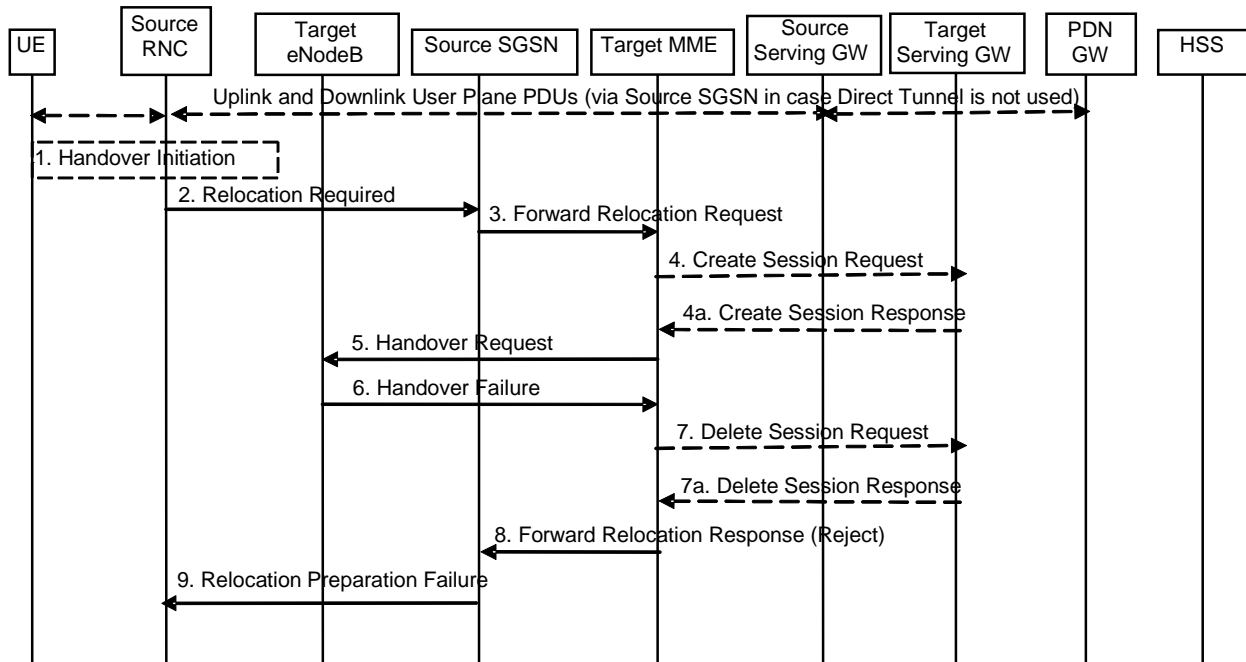 UE
Source
RNC
Target
eNodeB
Source SGSN
Target MME
Source
Serving GW
Target
Serving GW
PDN
GW
HSS
Uplink and Downlink User Plane PDUs (via Source SGSN in case Direct Tunnel is not used)
1. Handover Initiation
2. Relocation Required
3. Forward Relocation Request
4. Create Session Request
4a. Create Session Response
5. Handover Request
6. Handover Failure
7. Delete Session Request
7a. Delete Session Response
8. Forward Relocation Response (Reject)
9. Relocation Preparation Failure